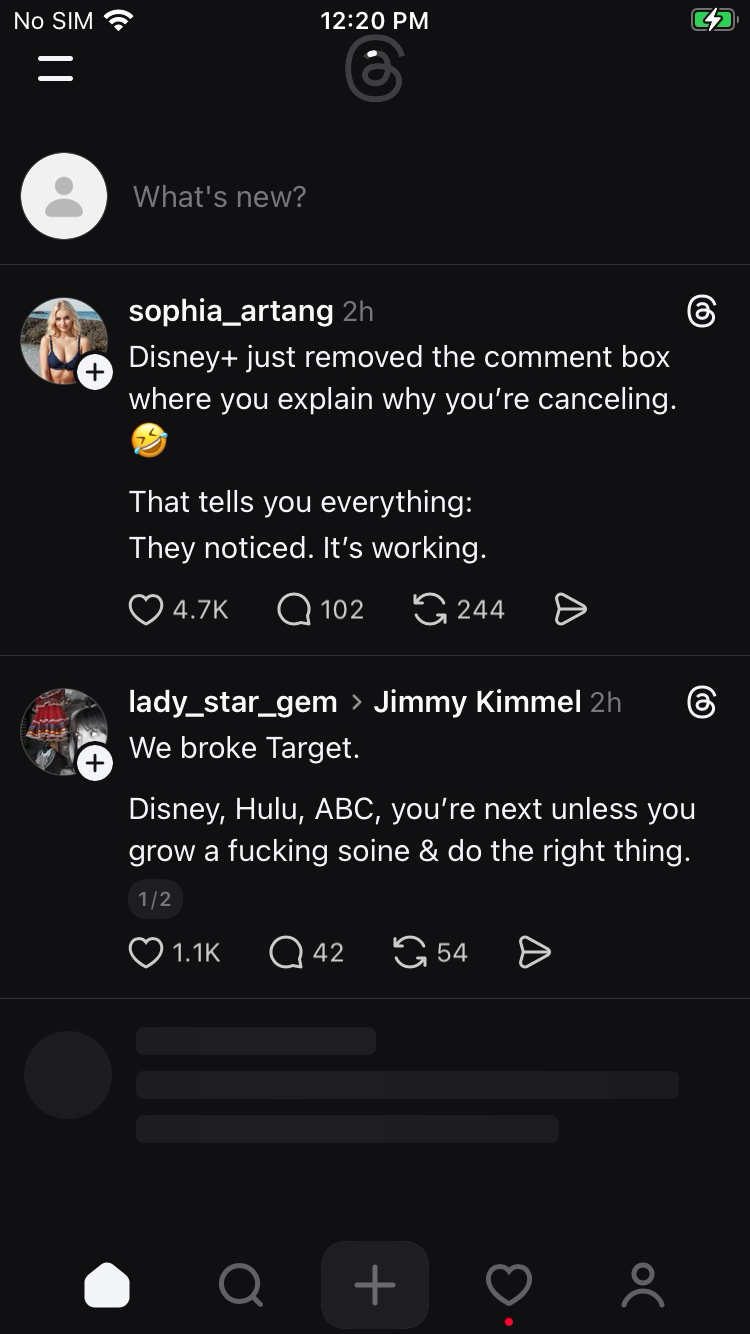 No SIM 12:20 PM
What's new?
sophia_artang 2h
Disney+ just removed the comment box
where you explain why you’re canceling.
🤣
That tells you everything:
They noticed. It’s working.
4.7K 102 244
lady_star_gem > Jimmy Kimmel 2h
We broke Target.
Disney, Hulu, ABC, you’re next unless you
grow a fucking soine & do the right thing.
1/2
1.1K 42 54